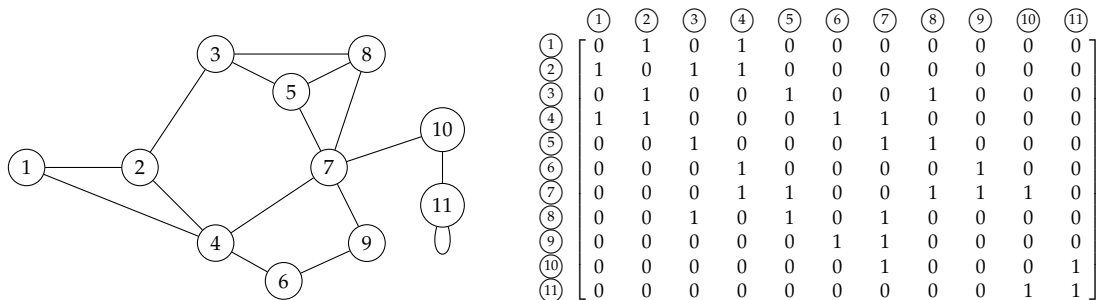 3 8
5
10
1 2 7
11
4 9
6
① ② ③ ④ ⑤ ⑥ ⑦ ⑧ ⑨ ⑩ ⑪
① 0 1 0 1 0 0 0 0 0 0 0
② 1 0 1 1 0 0 0 0 0 0 0
③ 0 1 0 0 1 0 0 1 0 0 0
④ 1 1 0 0 0 1 1 0 0 0 0
⑤ 0 0 1 0 0 0 1 1 0 0 0
⑥ 0 0 0 1 0 0 0 0 1 0 0
⑦ 0 0 0 1 1 0 0 1 1 1 0
⑧ 0 0 1 0 1 0 1 0 0 0 0
⑨ 0 0 0 0 0 1 1 0 0 0 0
⑩ 0 0 0 0 0 0 1 0 0 0 1
⑪ 0 0 0 0 0 0 0 0 0 1 1